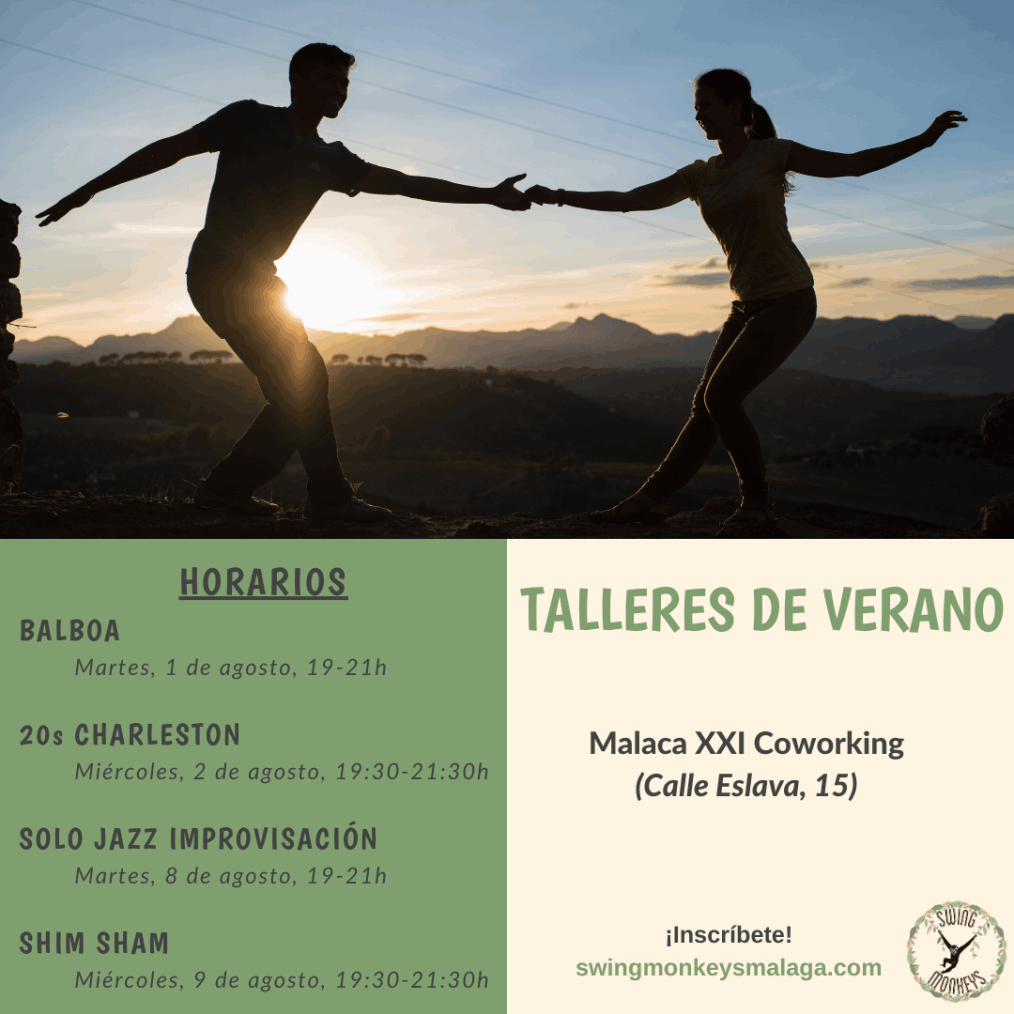 HORARIOS
BALBOA
Martes, 1 de agosto, 19-21h
20s CHARLESTON
Miércoles, 2 de agosto, 19:30-21:30h
SOLO JAZZ IMPROVISACIÓN
Martes, 8 de agosto, 19-21h
SHIM SHAM
Miércoles, 9 de agosto, 19:30-21:30h
TALLERES DE VERANO
Malaca XXI Coworking
(Calle Eslava, 15)
¡Inscríbete!
swingmonkeysmalaga.com
SWING
MONKEYS